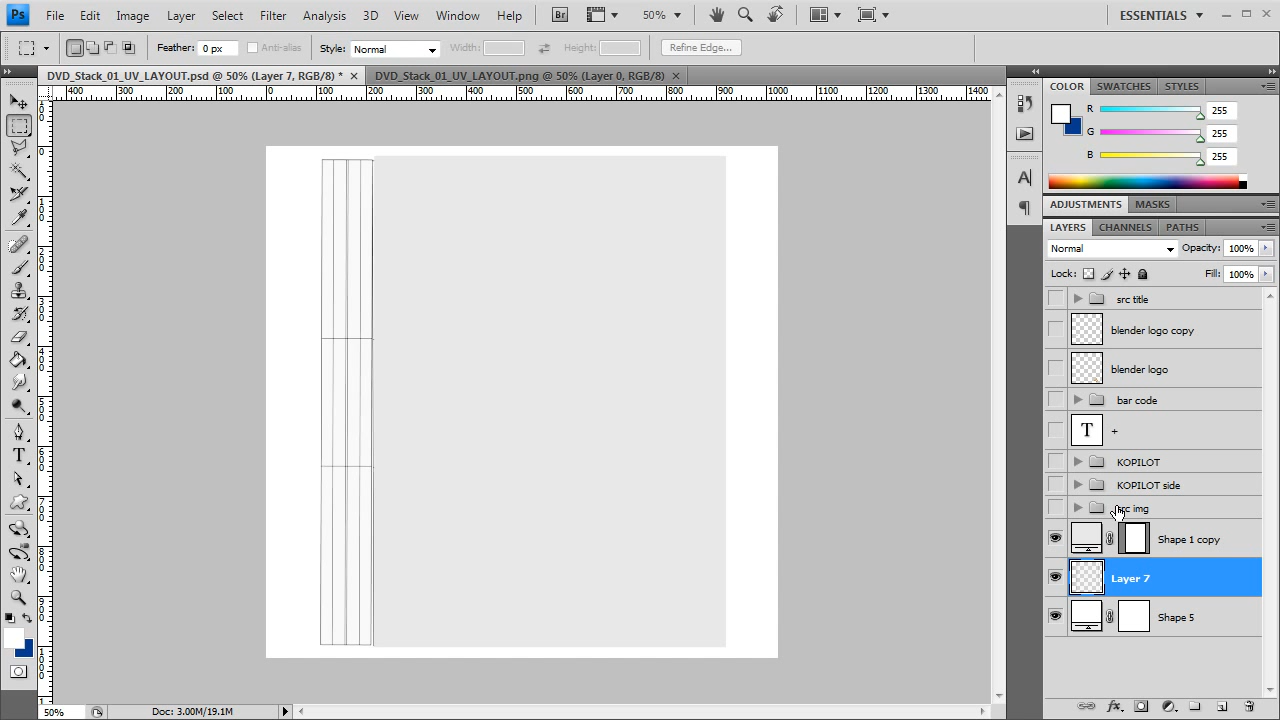 Ps File Edit Image Layer Select Filter Analysis 3D View Window Help Br 50% ESSENTIALS
Feather: 0 px Anti-alias Style: Normal Width: Height: Refine Edge...
DVD_Stack_01_UV_LAYOUT.psd @ 50% (Layer 7, RGB/8) * DVD_Stack_01_UV_LAYOUT.png @ 50% (Layer 0, RGB/8)
400 300 200 100 0 100 200 300 400 500 600 700 800 900 1000 1100 1200 1300 1400
COLOR SWATCHES STYLES
R 255
G 255
B 255
ADJUSTMENTS MASKS
LAYERS CHANNELS PATHS
Normal Opacity: 100%
Lock: Fill: 100%
src title
blender logo copy
blender logo
bar code
T +
KOPILOT
KOPILOT side
src img
Shape 1 copy
Layer 7
Shape 5
50% Doc: 3.00M/19.1M